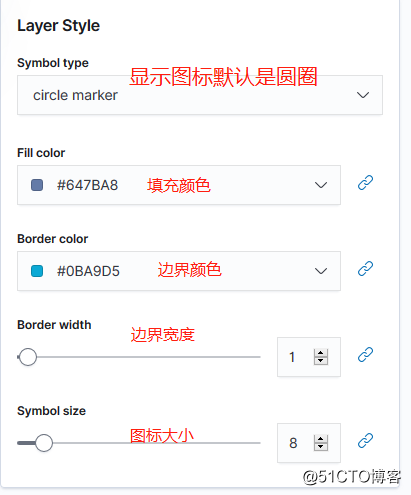 Layer Style
Symbol type
显示图标默认是圆圈
circle marker
Fill color
#647BA8 填充颜色
Border color
#0BA9D5 边界颜色
Border width
边界宽度
1
Symbol size
图标大小
8
@51CTO博客